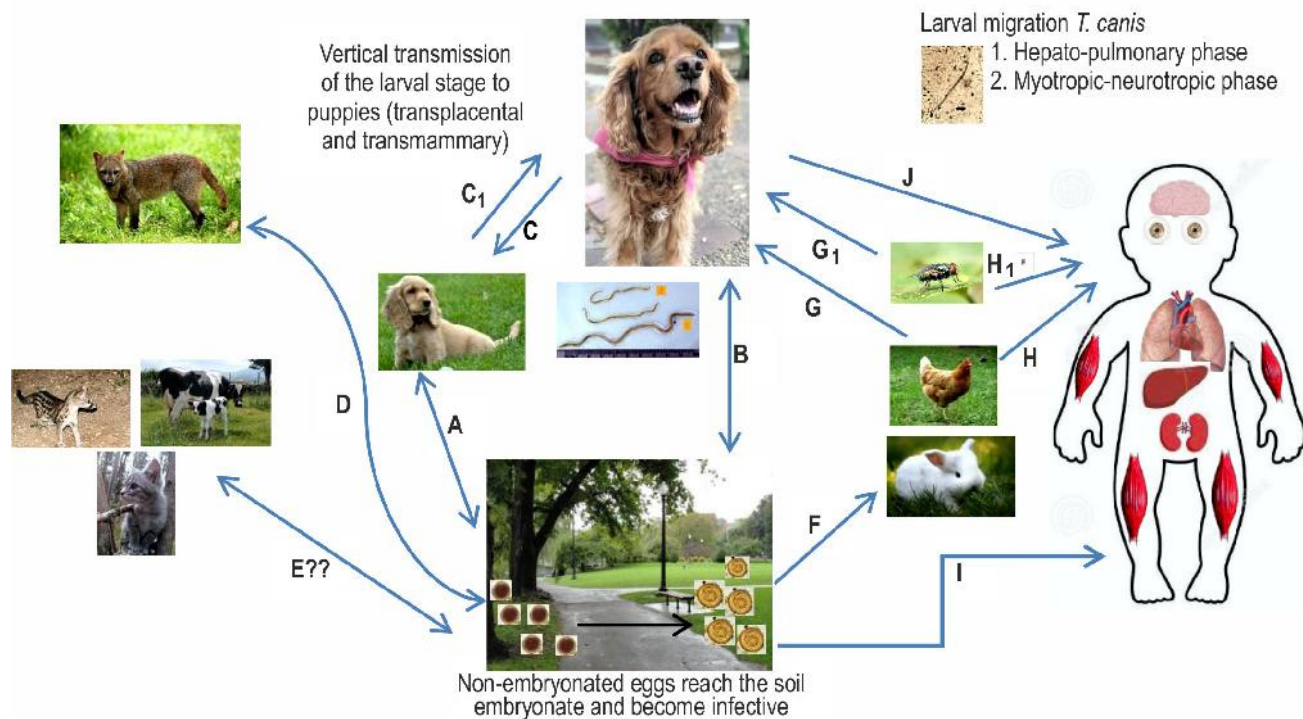 Vertical transmission
of the larval stage to
puppies (transplacental
and transmammary)
Larval migration T. canis
1. Hepato-pulmonary phase
2. Myotropic-neurotropic phase
C1
C
J
G1
H1
G
B
H
D
A
F
E??
I
Non-embryonated eggs reach the soil
embryonate and become infective